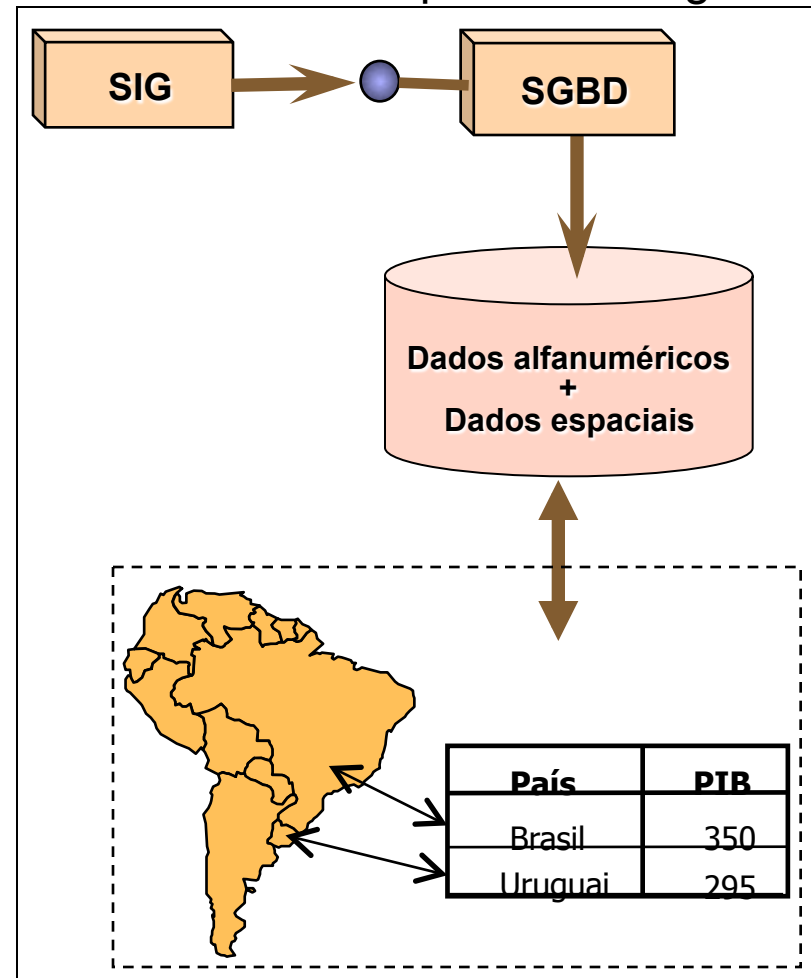 SIG
SGBD
Dados alfanuméricos
+
Dados espaciais
País PIB
Brasil 350
Uruguai 295